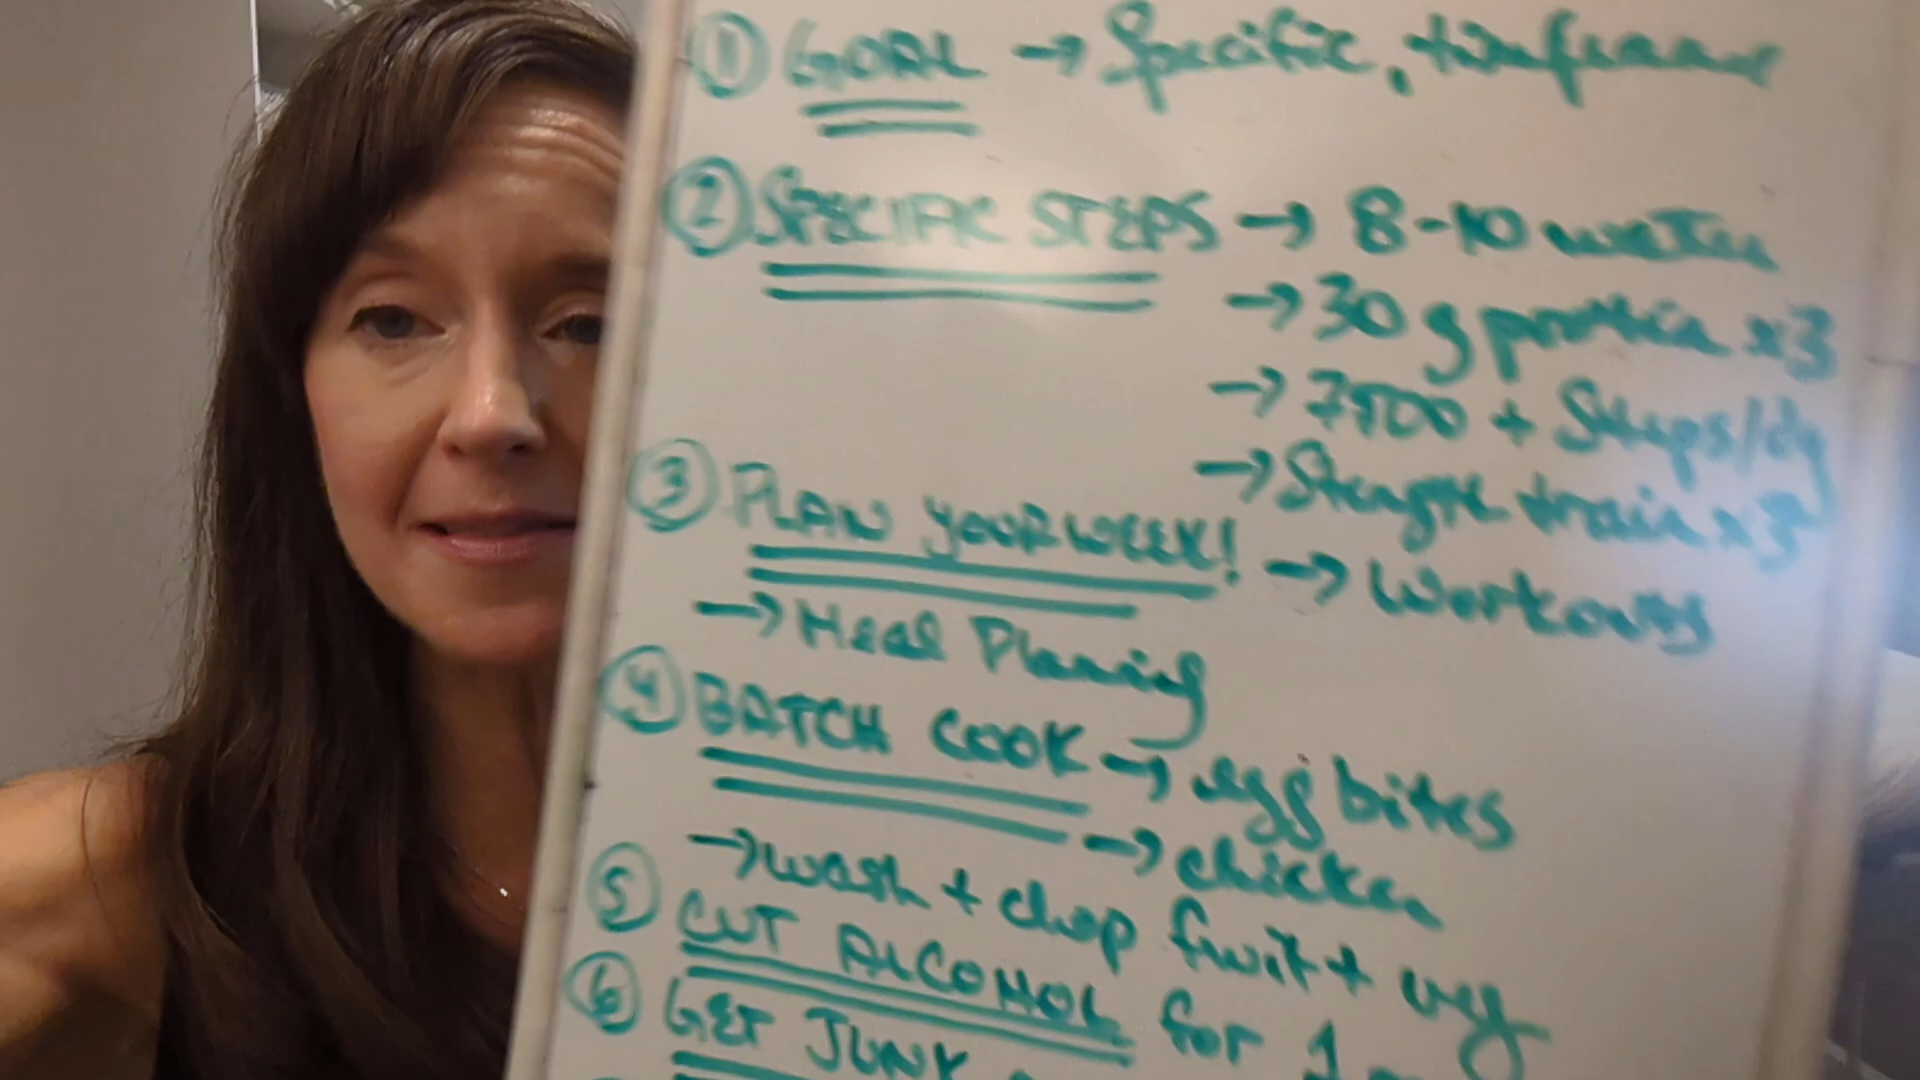 ① GOAL → Specific, timeframe
② SPECIFIC STEPS → 8-10 water
→ 30 g protein x3
→ 7500 + Steps/dy
→ Strength train x3
③ PLAN YOUR WEEK! → Workouts
→ Meal Planning
④ BATCH COOK → egg bites
→ chicken
→ wash + chop fruit + veg
⑤ CUT ALCOHOL for 1
⑥ GET JUNK